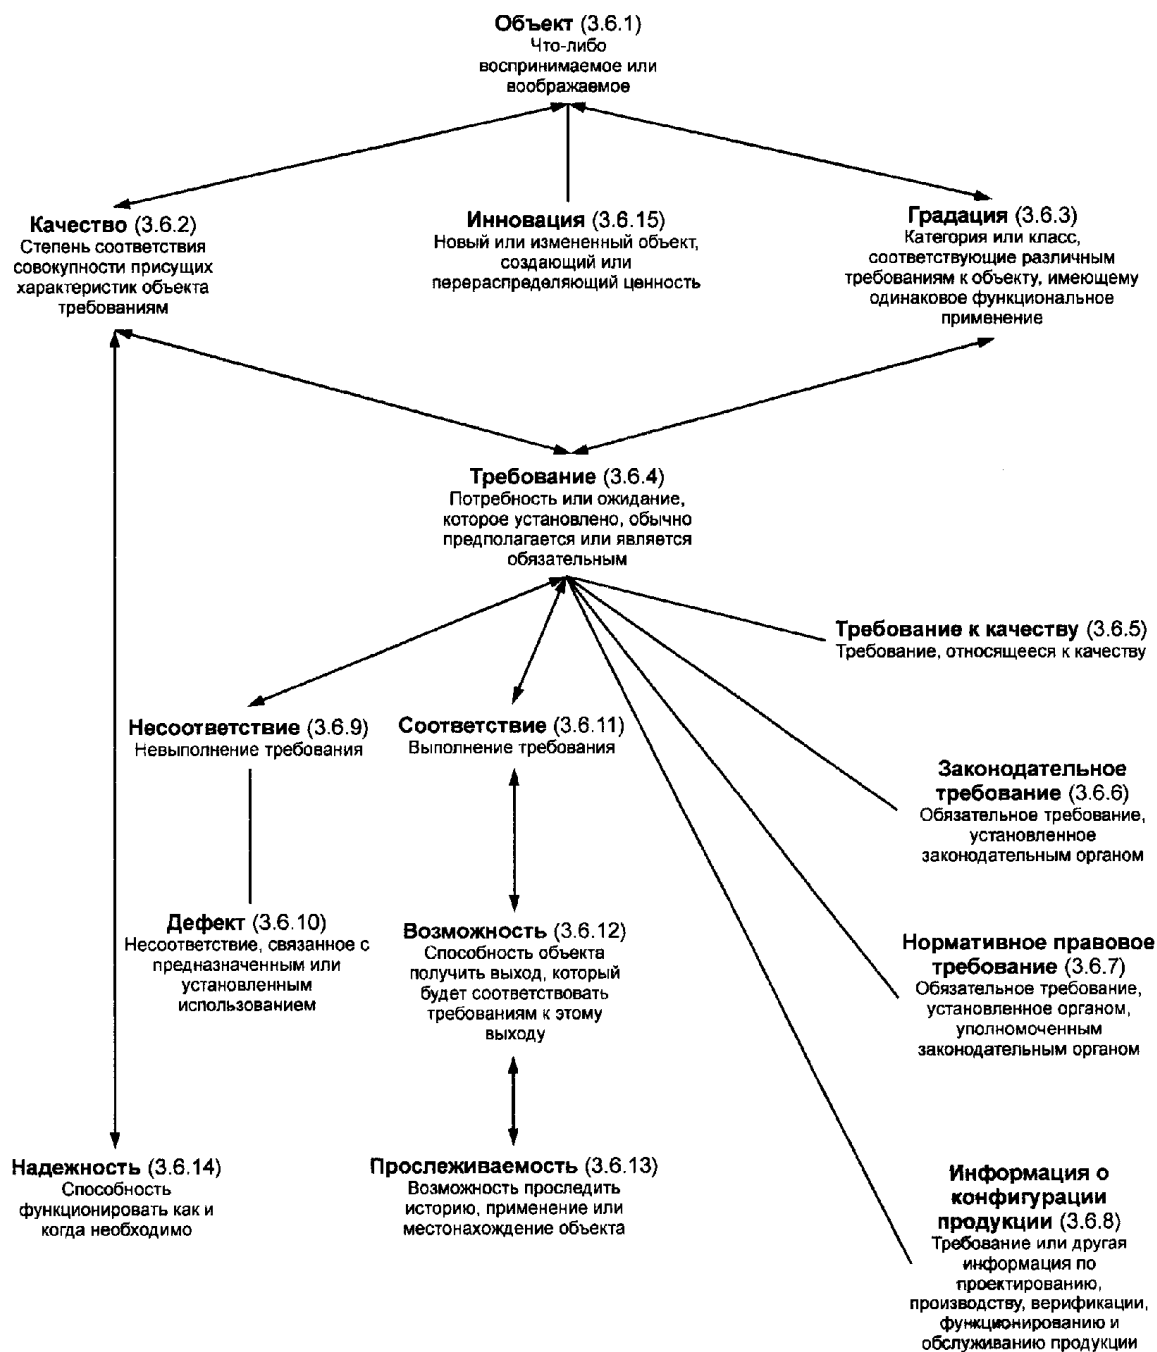 Объект (3.6.1)
Что-либо
воспринимаемое или
воображаемое
Качество (3.6.2)
Степень соответствия
совокупности присущих
характеристик объекта
требованиям
Инновация (3.6.15)
Новый или измененный объект,
создающий или
перераспределяющий ценность
Градация (3.6.3)
Категория или класс,
соответствующие различным
требованиям к объекту, имеющему
одинаковое функциональное
применение
Требование (3.6.4)
Потребность или ожидание,
которое установлено, обычно
предполагается или является
обязательным
Требование к качеству (3.6.5)
Требование, относящееся к качеству
Несоответствие (3.6.9)
Невыполнение требования
Соответствие (3.6.11)
Выполнение требования
Законодательное
требование (3.6.6)
Обязательное требование,
установленное
законодательным органом
Дефект (3.6.10)
Несоответствие, связанное с
предназначенным или
установленным
использованием
Возможность (3.6.12)
Способность объекта
получить выход, который
будет соответствовать
требованиям к этому
выходу
Нормативное правовое
требование (3.6.7)
Обязательное требование,
установленное органом,
уполномоченным
законодательным органом
Надежность (3.6.14)
Способность
функционировать как и
когда необходимо
Прослеживаемость (3.6.13)
Возможность проследить
историю, применение или
местонахождение объекта
Информация о
конфигурации
продукции (3.6.8)
Требование или другая
информация по
проектированию,
производству, верификации,
функционированию и
обслуживанию продукции